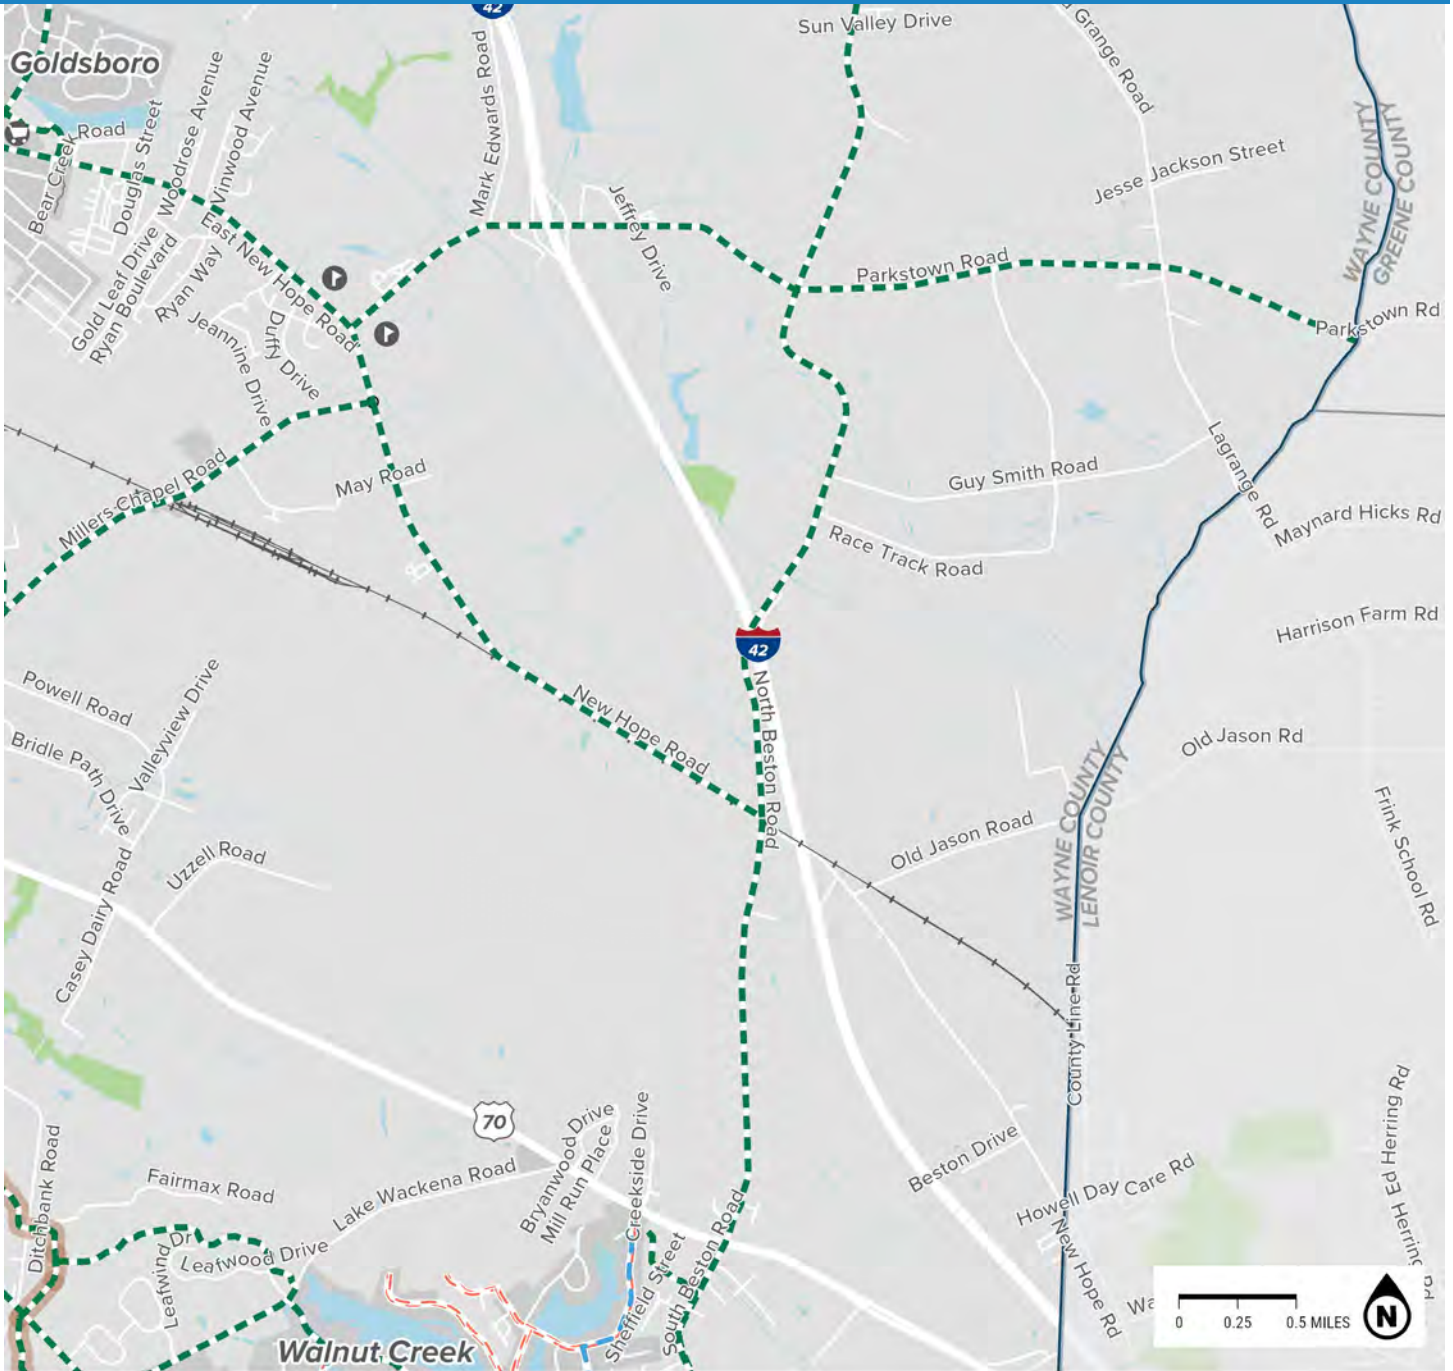 42
Sun Valley Drive
Grange Road
Goldsboro
Mark Edwards Road
Woodrose Avenue
Vinwood Avenue
Douglas Street
Bear Creek Road
WAYNE COUNTY
GREENE COUNTY
Jesse Jackson Street
Jeffrey Drive
East New Hope Road
Gold Leaf Drive
Ryan Boulevard
Ryan Way
Parkstown Road
Parkstown Rd
Jeannine Drive
Duffy Drive
Lagrange Rd
Guy Smith Road
May Road
Millers Chapel Road
Maynard Hicks Rd
Race Track Road
Harrison Farm Rd
42
Powell Road
Valleyview Drive
Bridle Path Drive
New Hope Road
North Beston Road
Old Jason Rd
WAYNE COUNTY
LENOIR COUNTY
Frink School Rd
Old Jason Road
Uzzell Road
Casey Dairy Road
County Line Rd
70
Ed Herring Rd
Ed Herring Rd
Ditchbank Road
Fairmax Road
Lake Wackena Road
Bryanwood Drive
Mill Run Place
Creekside Drive
Beston Drive
Howell Day Care Rd
New Hope Rd
Leafwind Dr
Leafwood Drive
Sheffield Street
South Beston Road
Wa
Walnut Creek
0 0.25 0.5 MILES
N